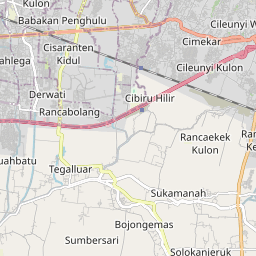 Kulon
Babakan Penghulu
Cileunyi W
Cimekar
Cisaranten
Kidul
Cileunyi Kulon
Derwati
Cibiru Hilir
Rancabolang
Rancaekek
Kulon
Tegalluar
Sukamanah
Bojongemas
Sumbersari
Solokanjeruk